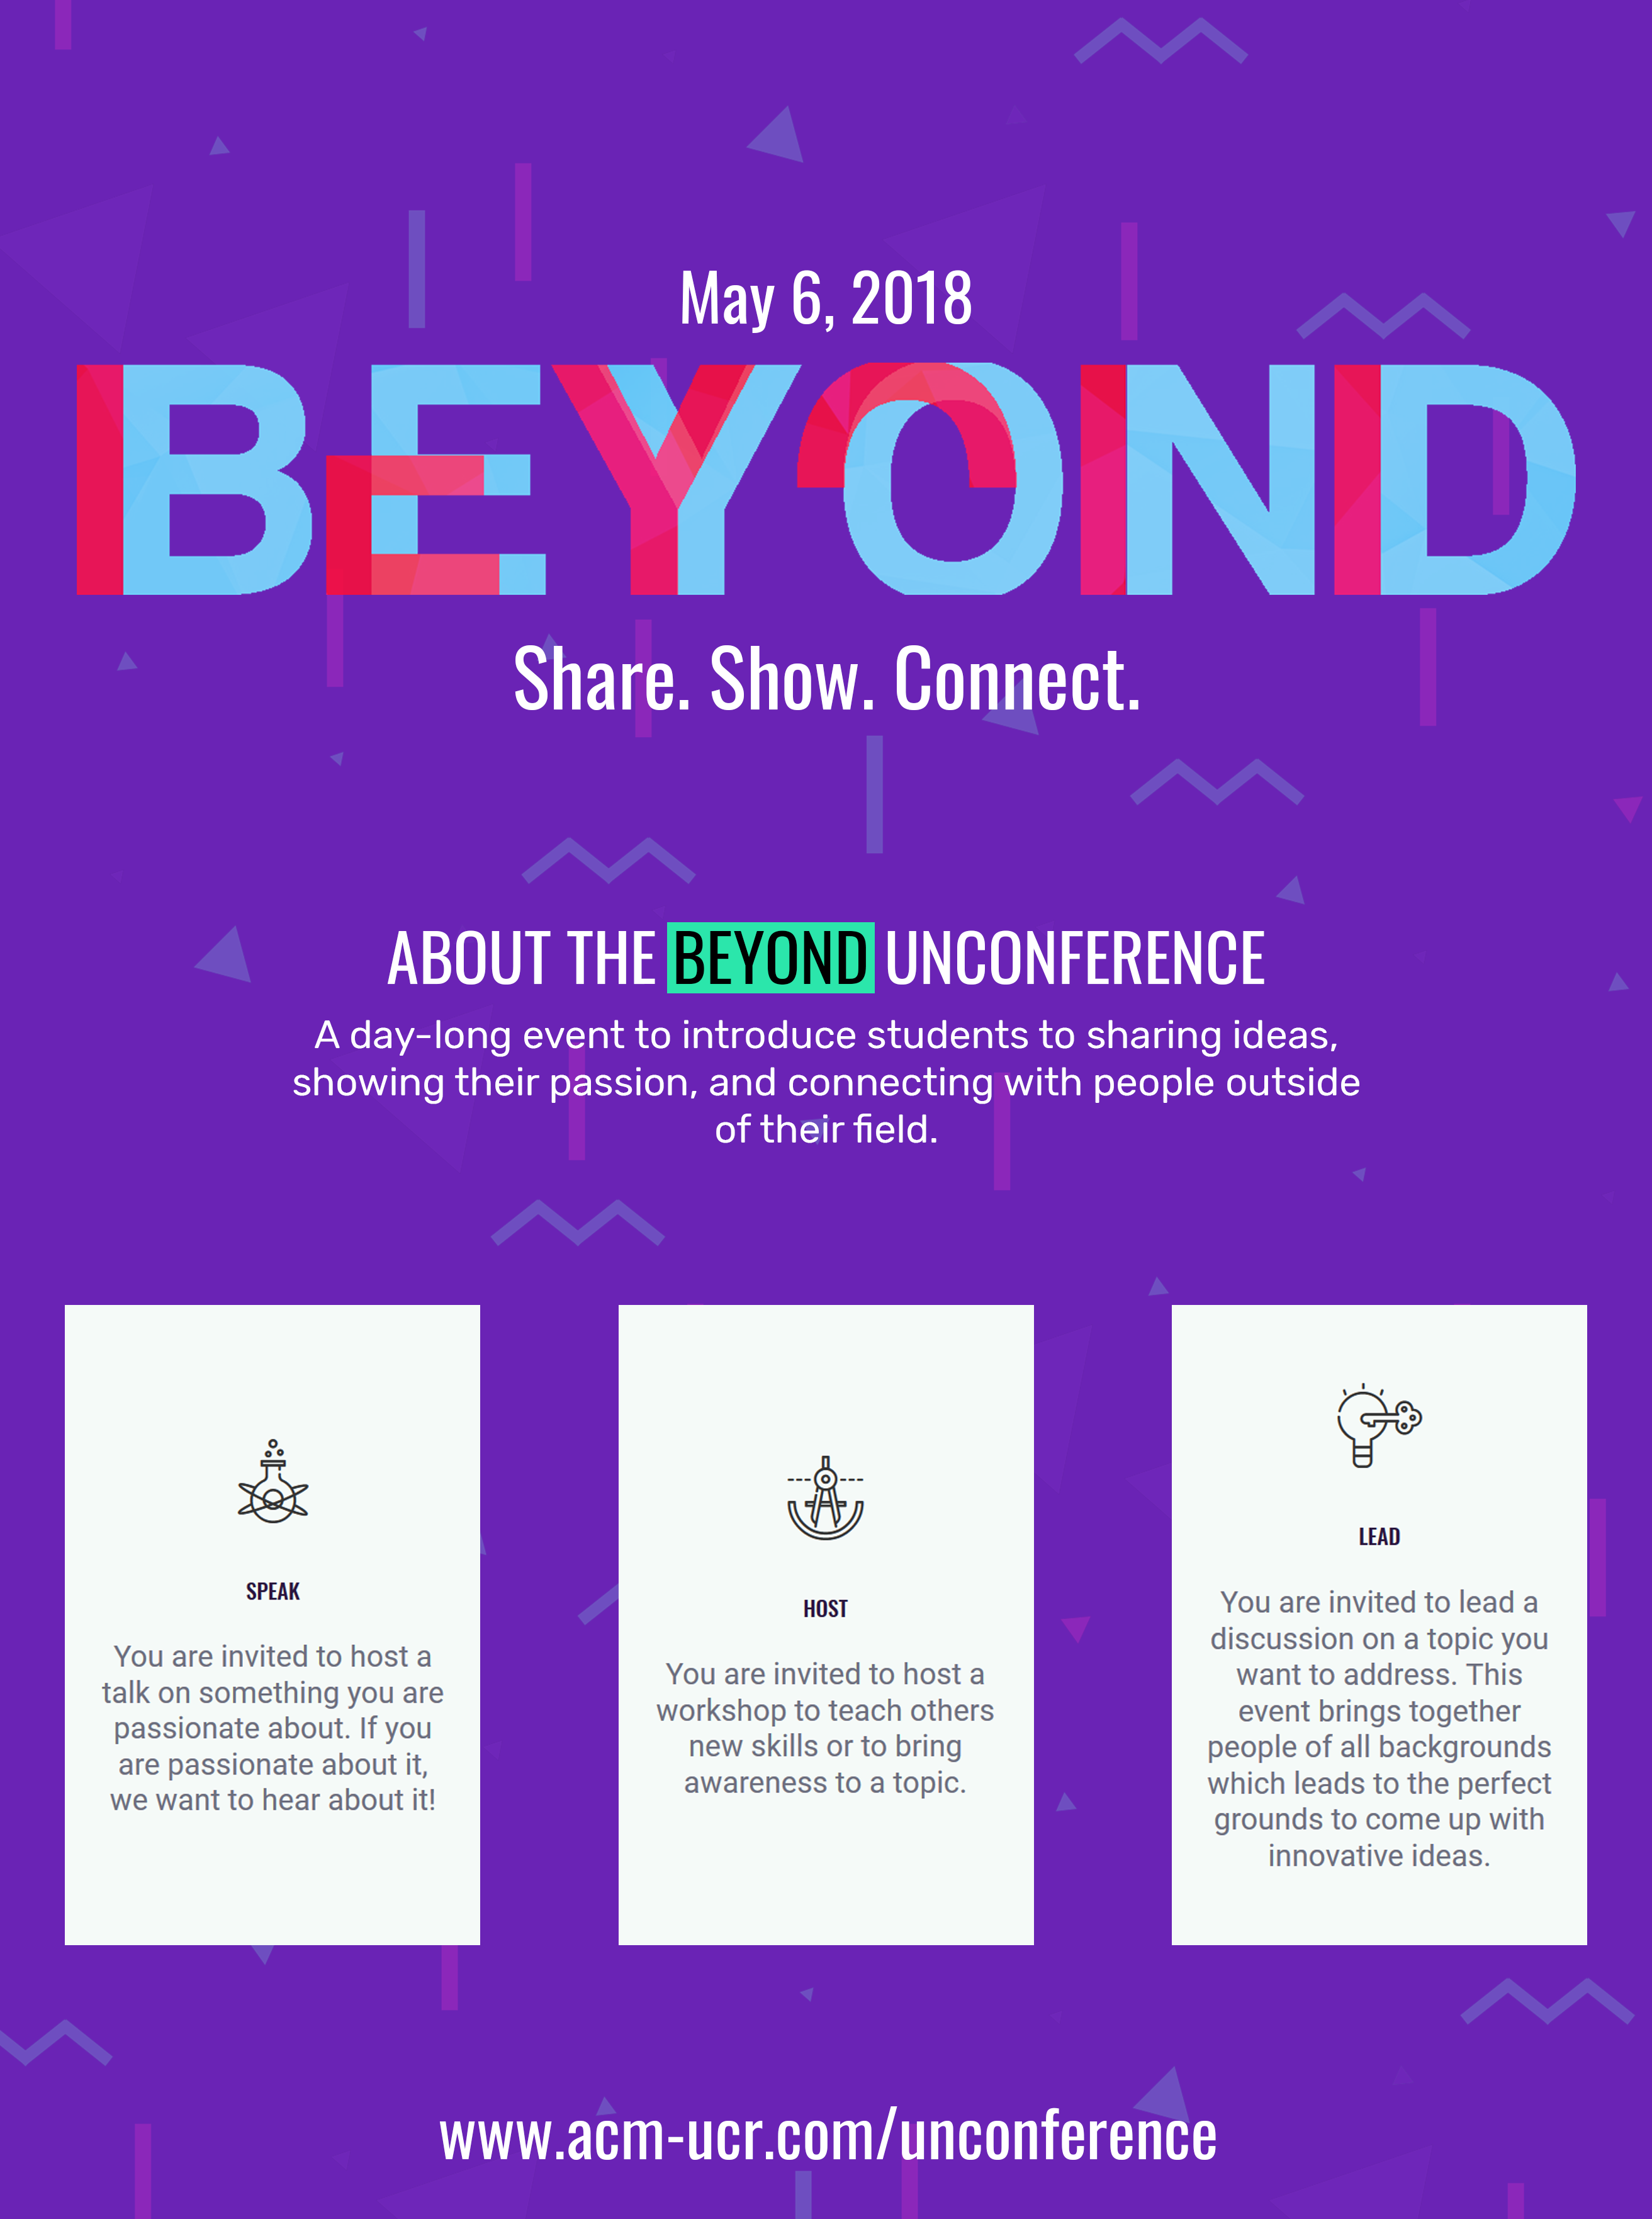 May 6, 2018
BEYOND
Share. Show. Connect.
ABOUT THE BEYOND UNCONFERENCE
A day-long event to introduce students to sharing ideas,
showing their passion, and connecting with people outside
of their field.
SPEAK
You are invited to host a
talk on something you are
passionate about. If you
are passionate about it,
we want to hear about it!
HOST
You are invited to host a
workshop to teach others
new skills or to bring
awareness to a topic.
LEAD
You are invited to lead a
discussion on a topic you
want to address. This
event brings together
people of all backgrounds
which leads to the perfect
grounds to come up with
innovative ideas.
www.acm-ucr.com/unconference